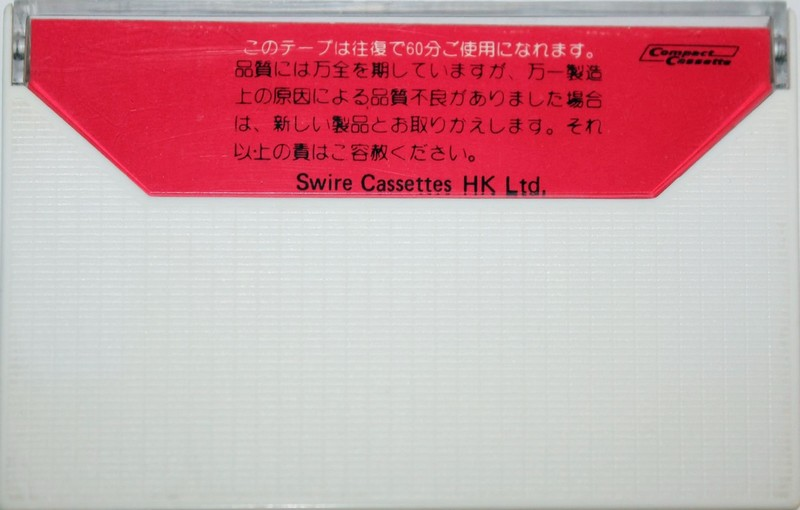 このテープは往復で60分ご使用になれます。
Compact Cassette
品質には万全を期していますが、万一製造
上の原因による品質不良がありました場合
は、新しい製品とお取りかえします。それ
以上の責はご容赦ください。
Swire Cassettes HK Ltd.